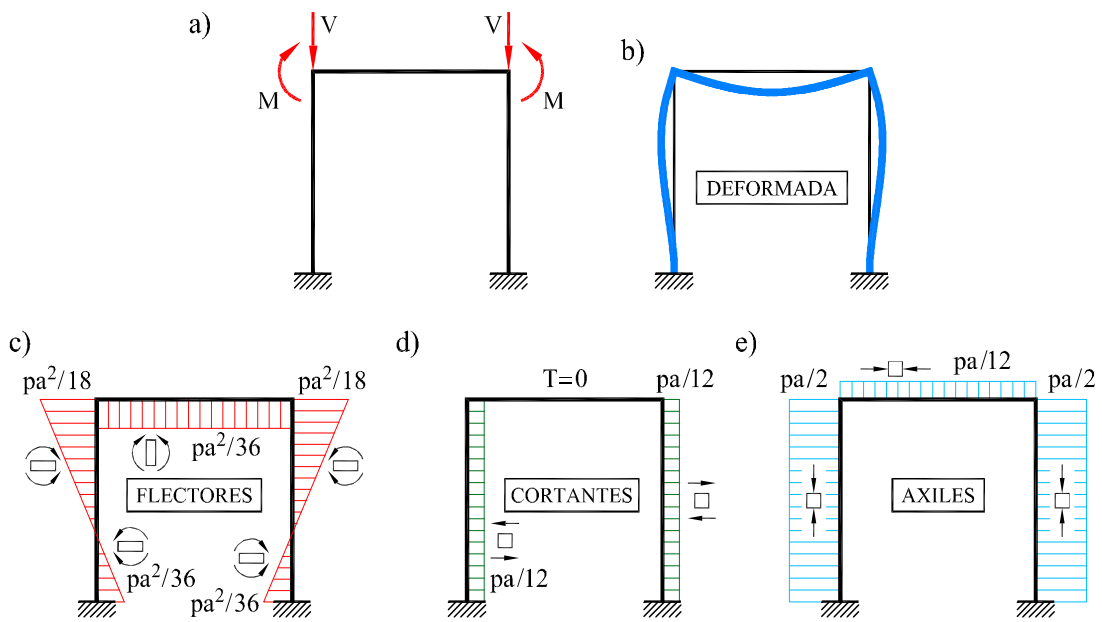 a)
V
V
M
M
b)
DEFORMADA
c)
pa²/18
pa²/18
pa²/36
FLECTORES
pa²/36
pa²/36
d)
T=0
pa/12
CORTANTES
pa/12
e)
pa/2
pa/12
pa/2
AXILES